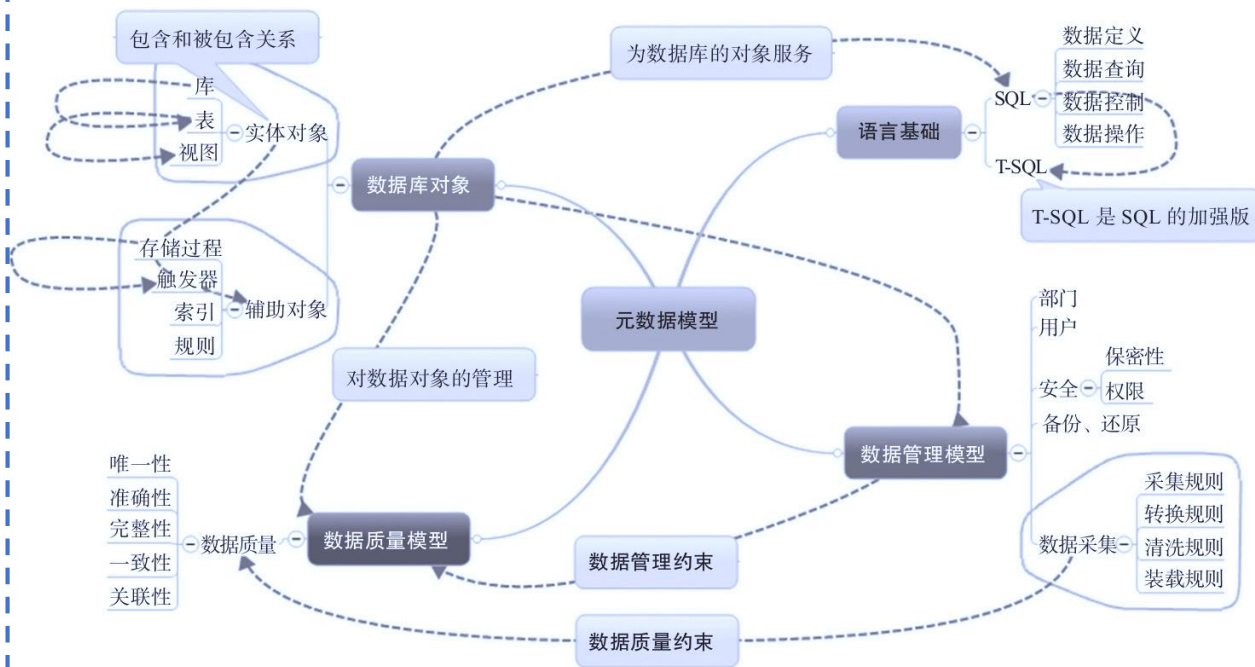 包含和被包含关系
库
表
视图
实体对象
数据库对象
存储过程
触发器
索引
规则
辅助对象
为数据库的对象服务
语言基础
SQL
数据定义
数据查询
数据控制
数据操作
T-SQL
T-SQL 是 SQL 的加强版
元数据模型
对数据对象的管理
部门
用户
安全
保密性
权限
备份、还原
数据管理模型
数据采集
采集规则
转换规则
清洗规则
装载规则
唯一性
准确性
完整性
一致性
关联性
数据质量
数据质量模型
数据管理约束
数据质量约束